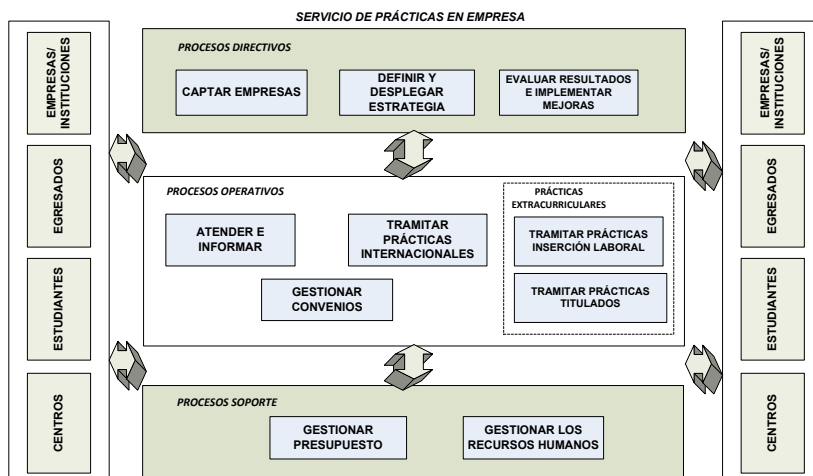 SERVICIO DE PRÁCTICAS EN EMPRESA
EMPRESAS/
INSTITUCIONES
EGRESADOS
ESTUDIANTES
CENTROS
PROCESOS DIRECTIVOS
CAPTAR EMPRESAS
DEFINIR Y
DESPLEGAR
ESTRATEGIA
EVALUAR RESULTADOS
E IMPLEMENTAR
MEJORAS
PROCESOS OPERATIVOS
ATENDER E
INFORMAR
TRAMITAR
PRÁCTICAS
INTERNACIONALES
GESTIONAR
CONVENIOS
PRÁCTICAS
EXTRACURRICULARES
TRAMITAR PRÁCTICAS
INSERCIÓN LABORAL
TRAMITAR PRÁCTICAS
TITULADOS
PROCESOS SOPORTE
GESTIONAR
PRESUPUESTO
GESTIONAR LOS
RECURSOS HUMANOS
EMPRESAS/
INSTITUCIONES
EGRESADOS
ESTUDIANTES
CENTROS